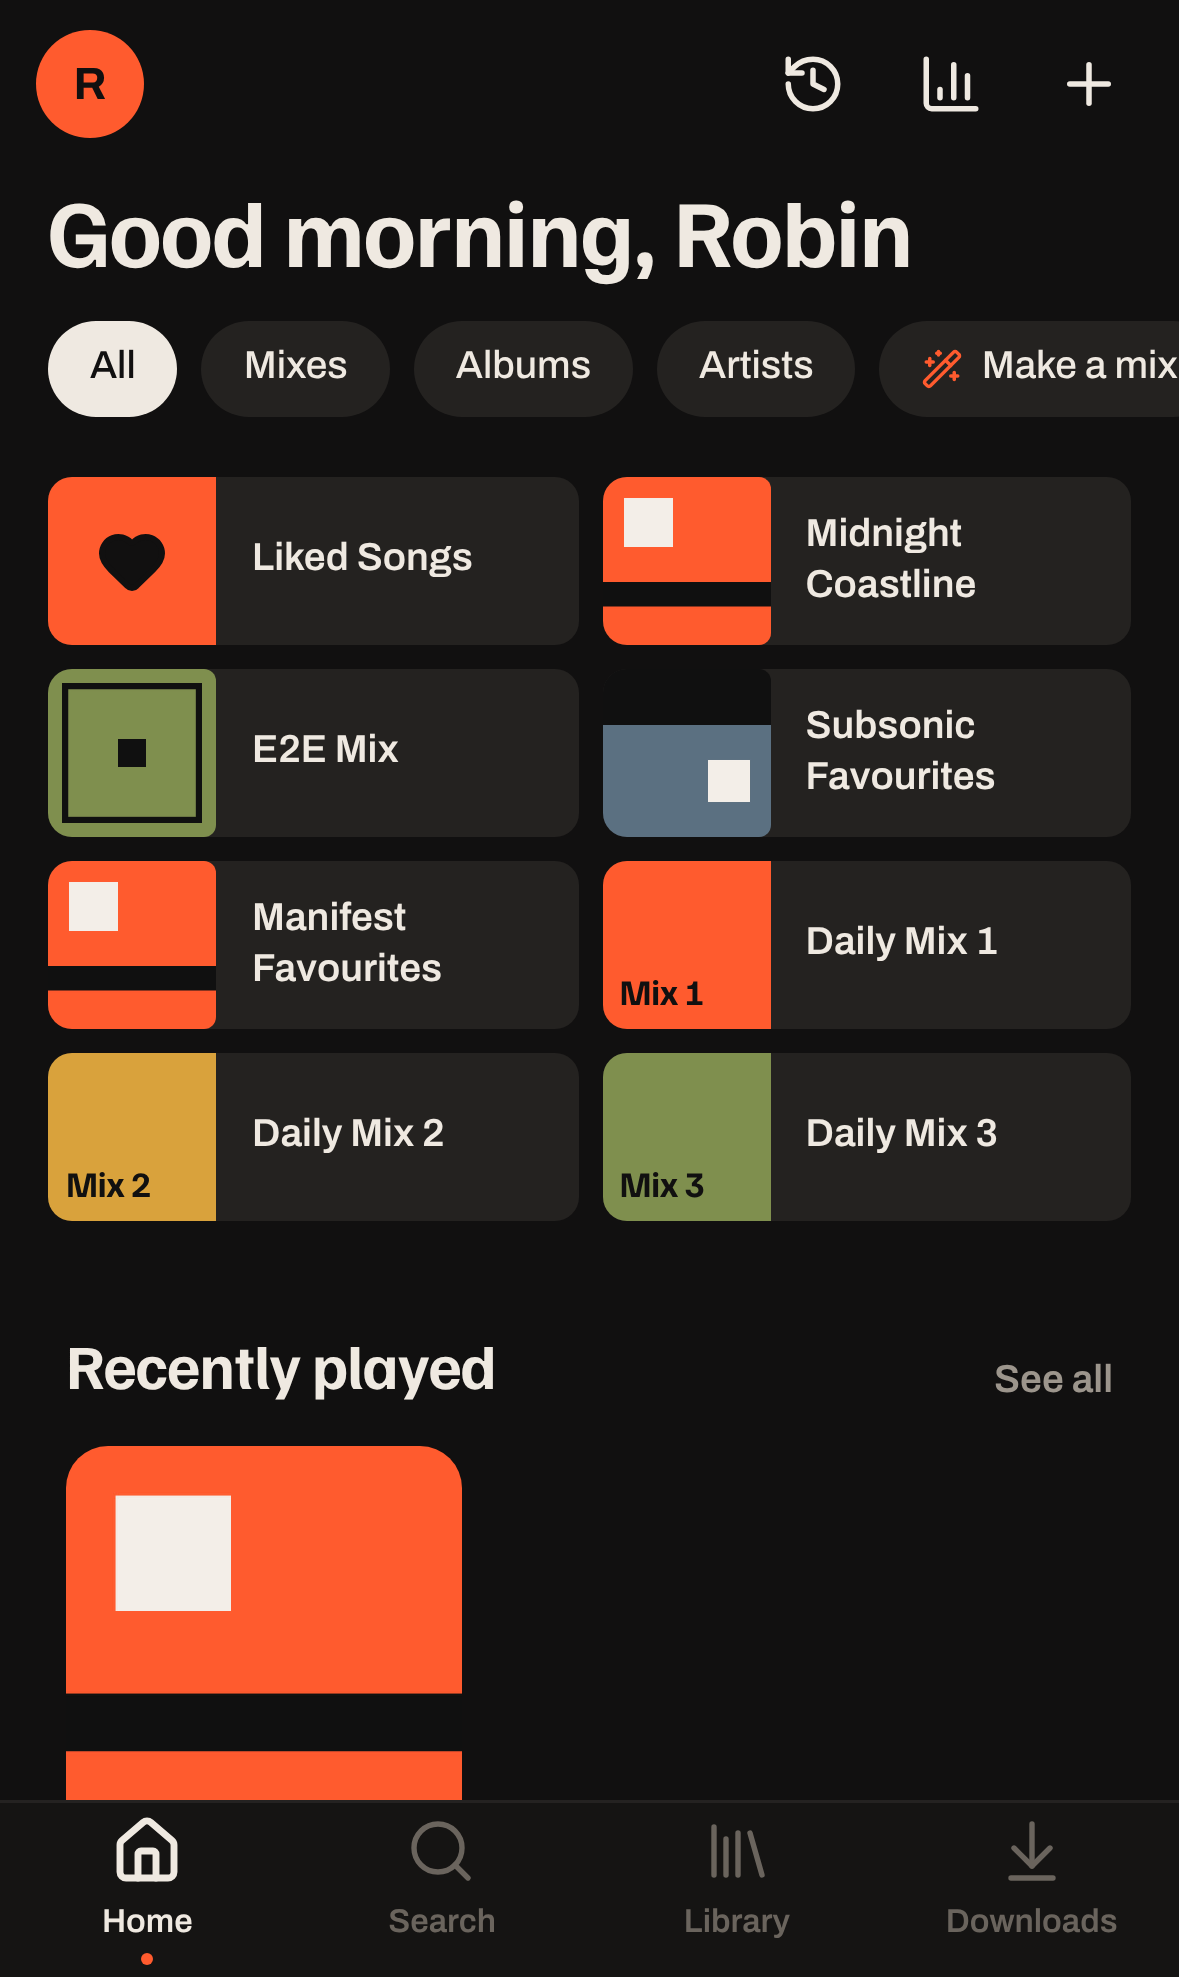 R
Good morning, Robin
All
Mixes
Albums
Artists
Make a mix
Liked Songs
Midnight
Coastline
E2E Mix
Subsonic
Favourites
Manifest
Favourites
Mix 1
Daily Mix 1
Mix 2
Daily Mix 2
Mix 3
Daily Mix 3
Recently played
See all
Home
Search
Library
Downloads